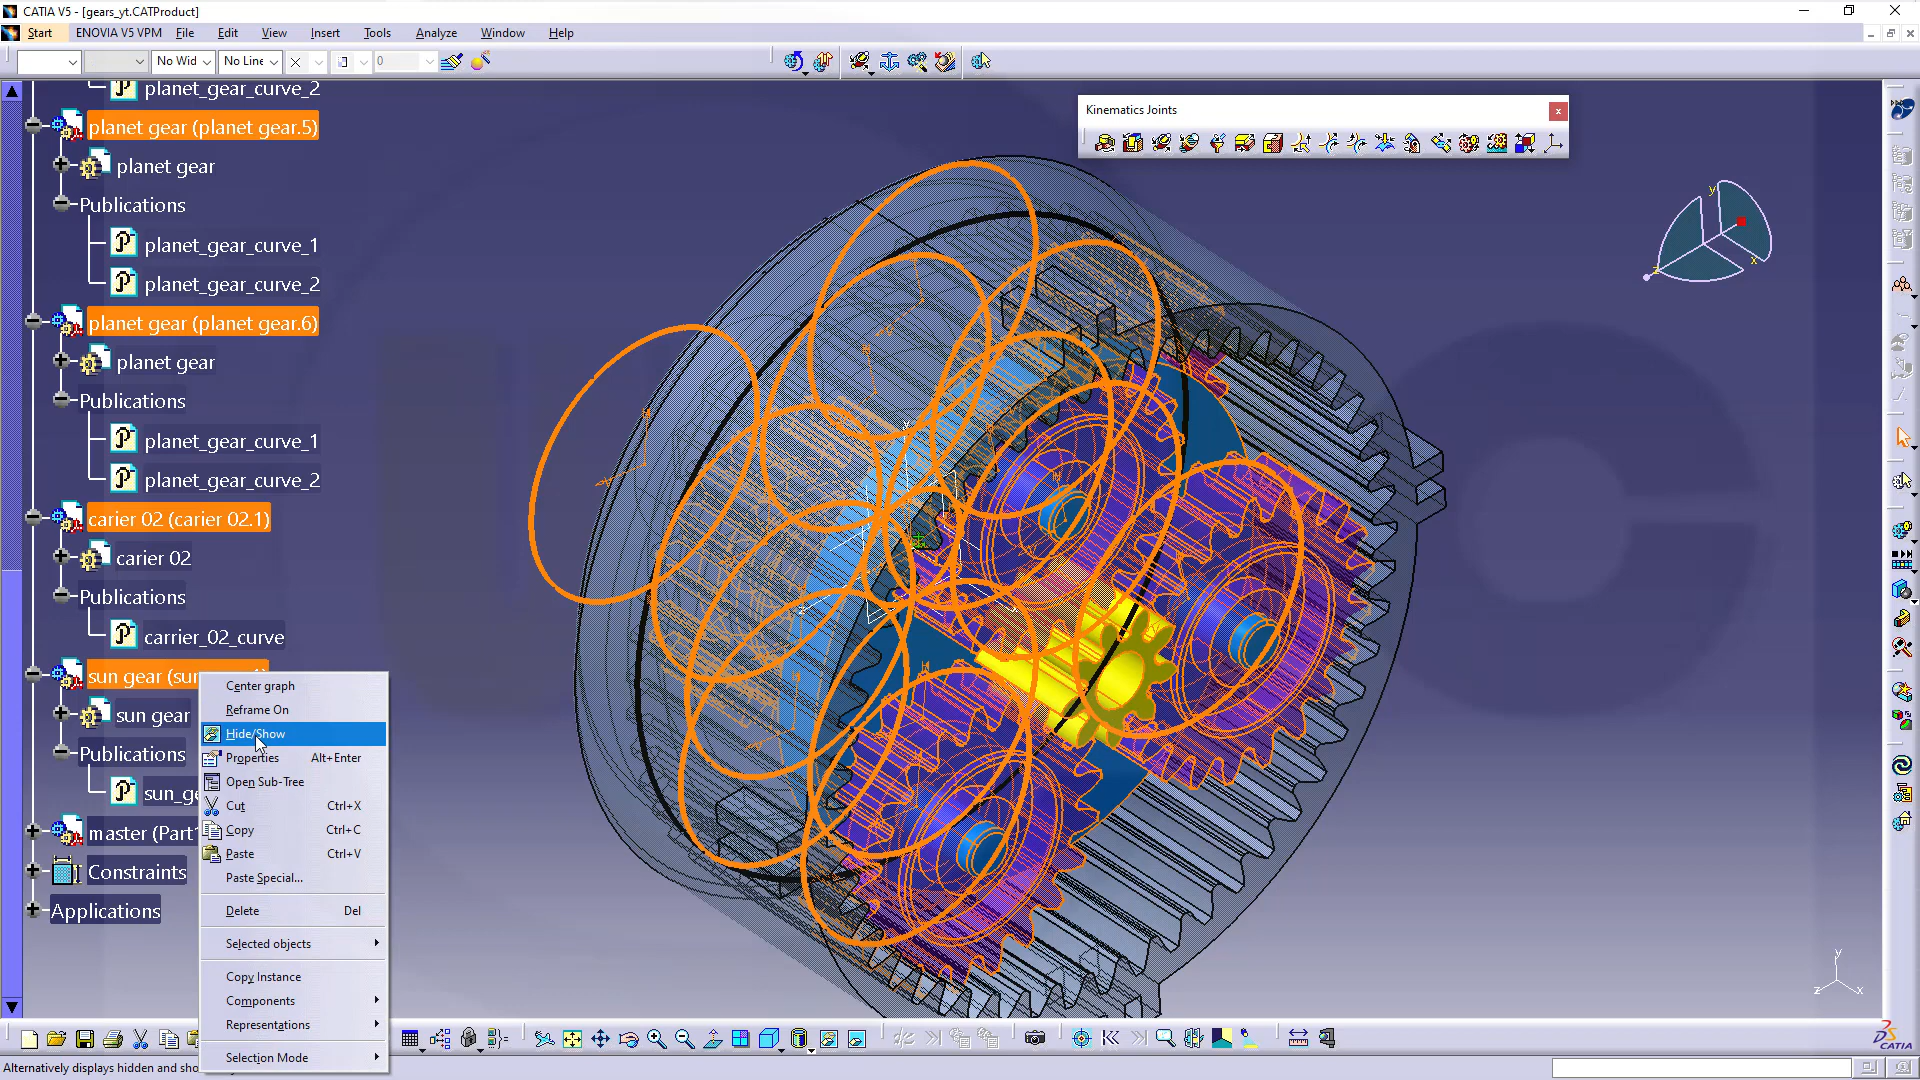 CATIA V5 - [gears_yt.CATProduct]
Start
ENOVIA V5 VPM
File
Edit
View
Insert
Tools
Analyze
Window
Help
No Wid
No Line
0
Kinematics Joints
planet_gear_curve_2
planet gear (planet gear.5)
planet gear
Publications
planet_gear_curve_1
planet_gear_curve_2
planet gear (planet gear.6)
planet gear
Publications
planet_gear_curve_1
planet_gear_curve_2
carier 02 (carier 02.1)
carier 02
Publications
carrier_02_curve
sun gear (sun
sun gear
Publications
sun_ge
master (Part1
Constraints
Applications
Center graph
Reframe On
Hide/Show
Properties Alt+Enter
Open Sub-Tree
Cut Ctrl+X
Copy Ctrl+C
Paste Ctrl+V
Paste Special...
Delete Del
Selected objects
Copy Instance
Components
Representations
Selection Mode
y
x
z
y
z
x
CATIA
Alternatively displays hidden and sho